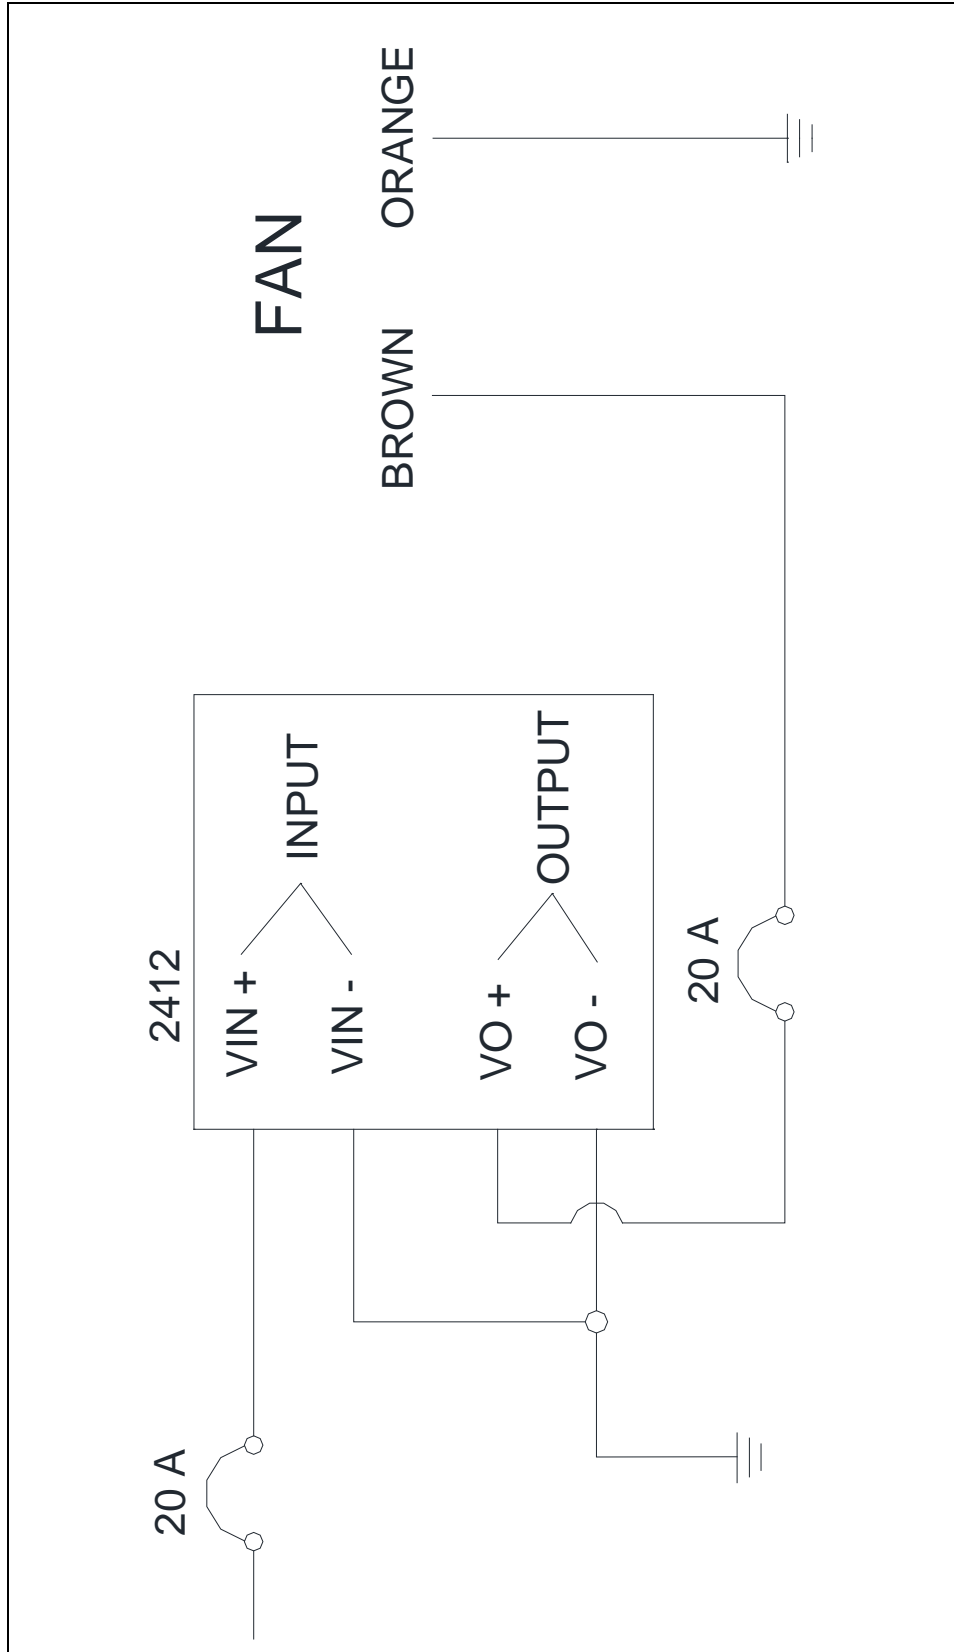 2412
20 A
VIN +
VIN -
INPUT
VO +
VO -
OUTPUT
20 A
FAN
BROWN
ORANGE